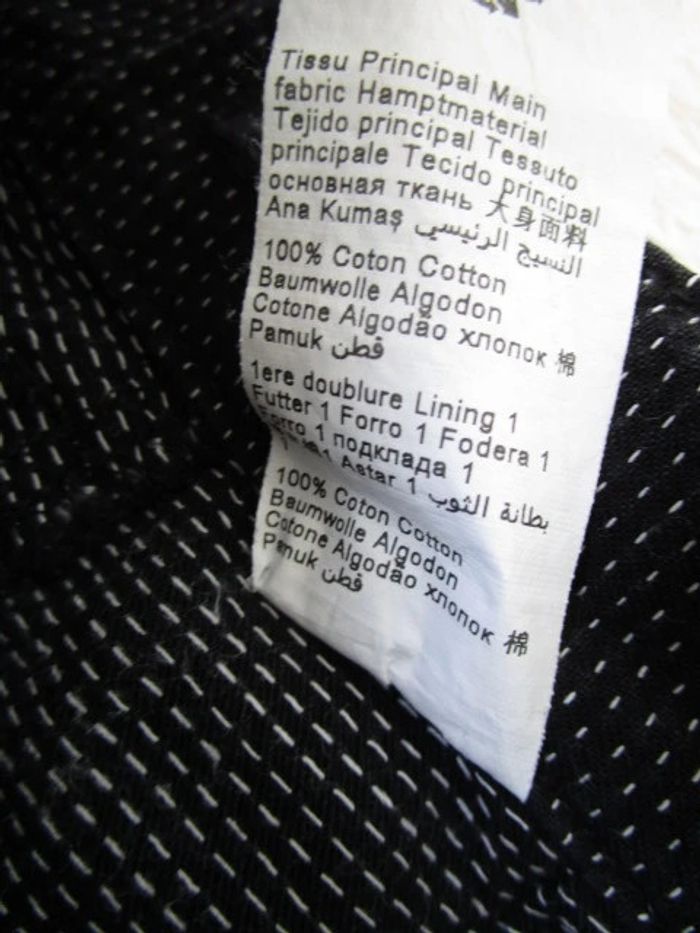 Tissu Principal Main
fabric Hamptmaterial
Tejido principal Tessuto
principale Tecido principal
основная ткань 大身面料
Ana Kumaş النسيج الرئيسي
100% Coton Cotton
Baumwolle Algodon
Cotone Algodão хлопок 棉
Pamuk قطن
1ere doublure Lining 1
Futter 1 Forro 1 Fodera 1
Forro 1 подклада 1
1 Astar 1 بطانة الثوب
100% Coton Cotton
Baumwolle Algodon
Cotone Algodão хлопок 棉
Pamuk قطن